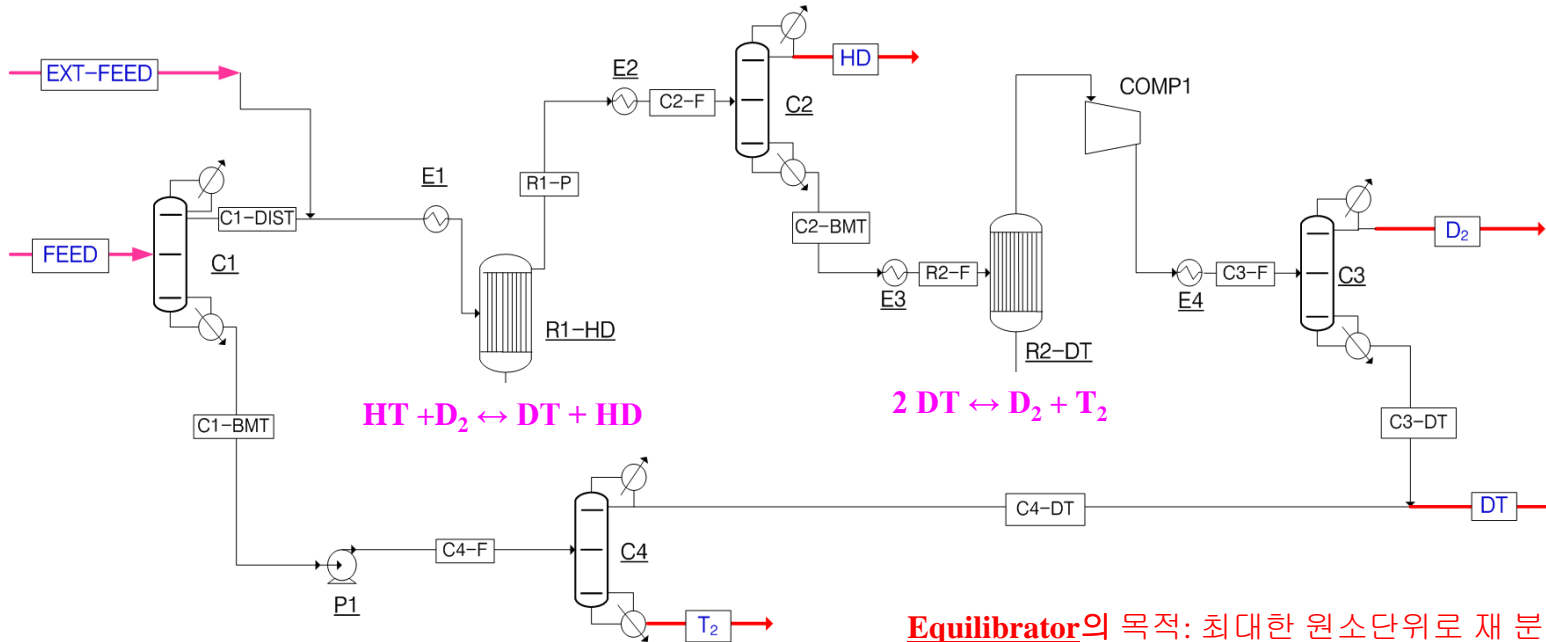 EXT-FEED
HD
E2
C2-F
COMP1
C2
E1
R1-P
C1-DIST
C2-BMT
D₂
FEED
C1
R2-F
C3-F
C3
E3
E4
R1-HD
R2-DT
HT +D₂ ↔ DT + HD
2 DT ↔ D₂ + T₂
C1-BMT
C3-DT
C4-DT
DT
C4-F
C4
P1
T₂
Equilibrator의 목적: 최대한 원소단위로 재 분